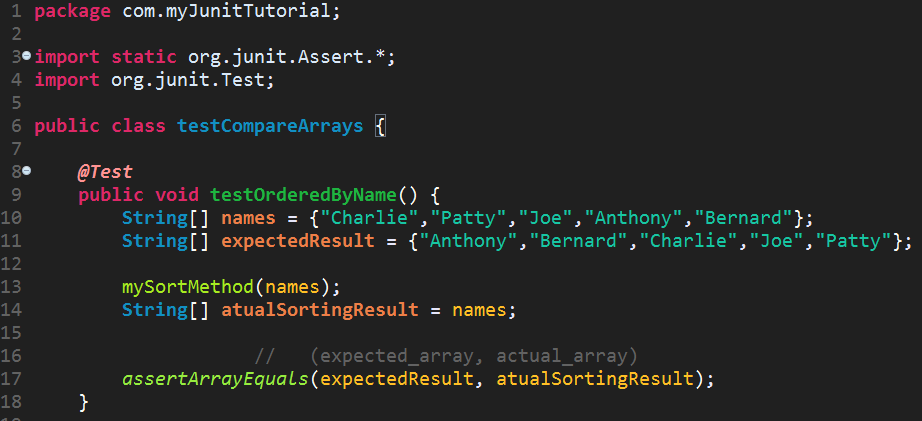 1 package com.myJunitTutorial;
2
3 import static org.junit.Assert.*;
4 import org.junit.Test;
5
6 public class testCompareArrays {
7
8     @Test
9     public void testOrderedByName() {
10         String[] names = {"Charlie","Patty","Joe","Anthony","Bernard"};
11         String[] expectedResult = {"Anthony","Bernard","Charlie","Joe","Patty"};
12
13         mySortMethod(names);
14         String[] atualSortingResult = names;
15
16                     //   (expected_array, actual_array)
17         assertArrayEquals(expectedResult, atualSortingResult);
18     }